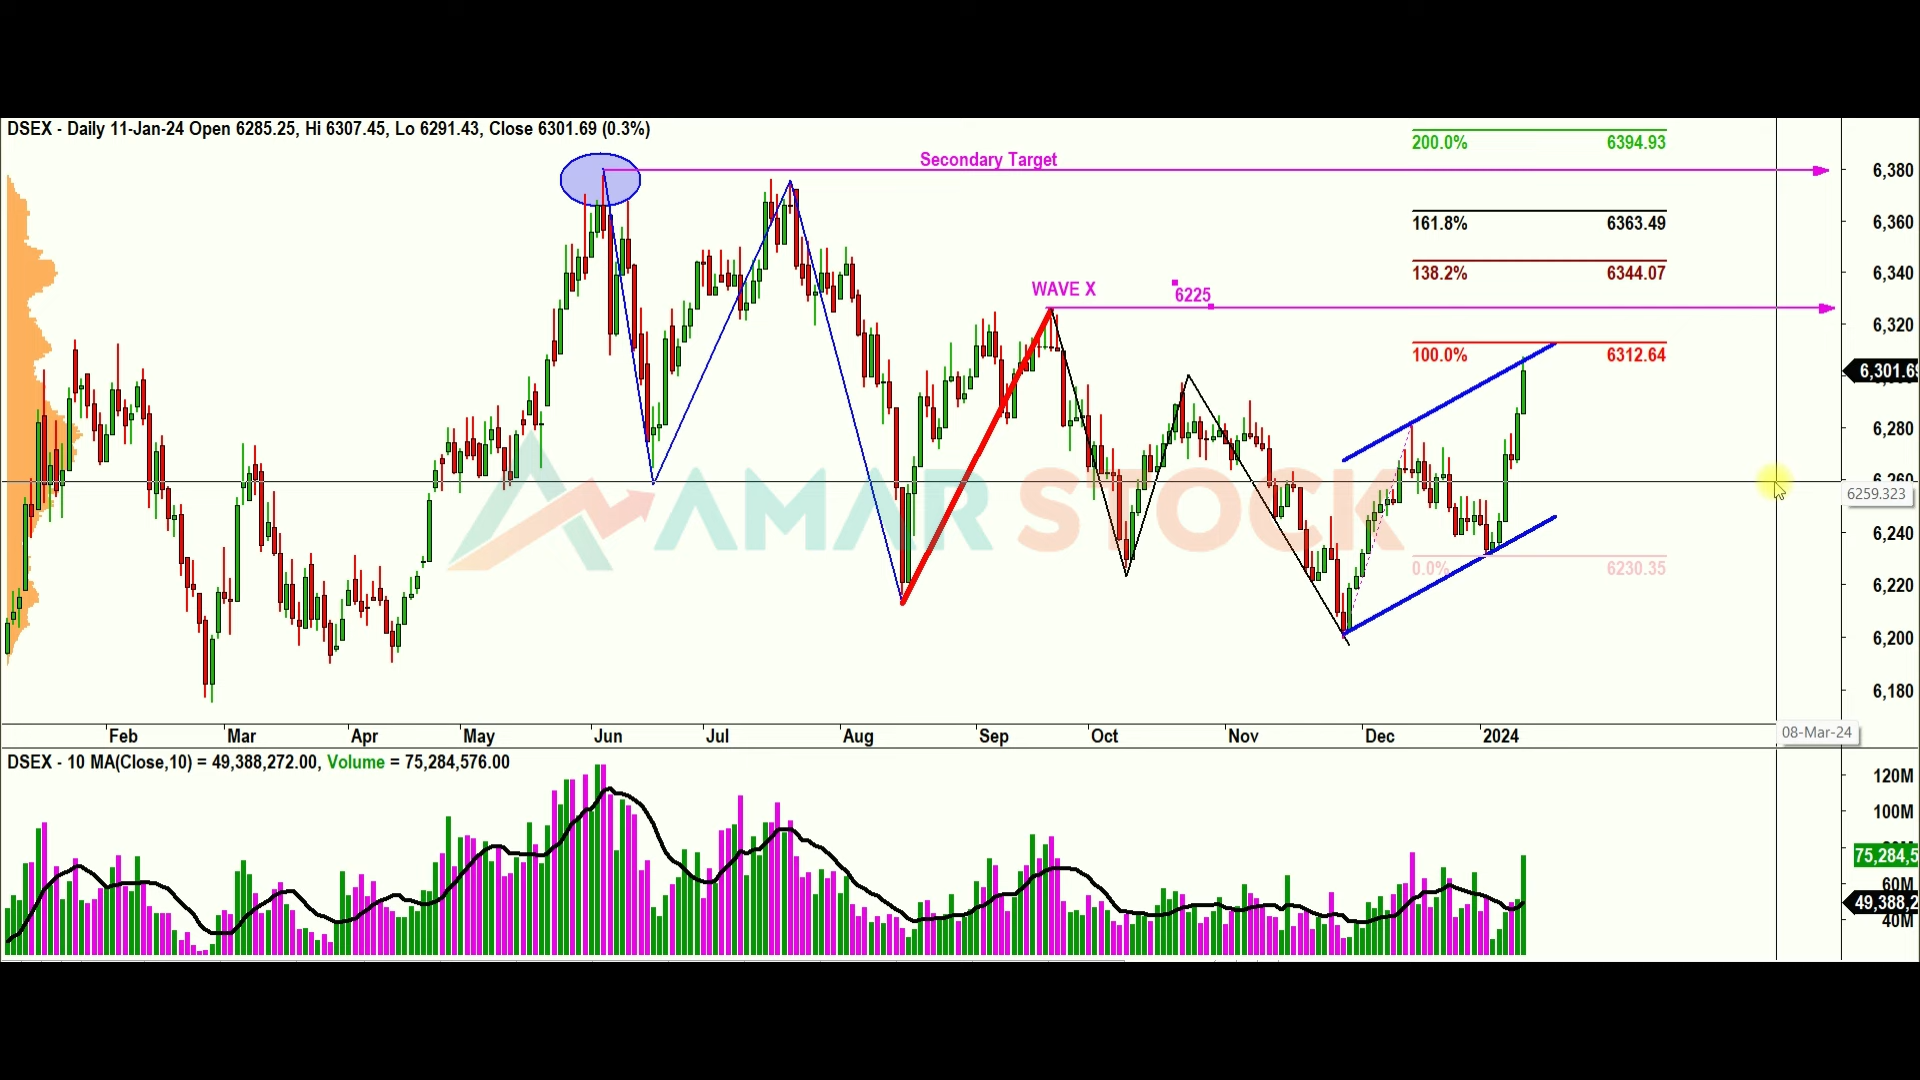 DSEX - Daily 11-Jan-24 Open 6285.25, Hi 6307.45, Lo 6291.43, Close 6301.69 (0.3%)
200.0% 6394.93
Secondary Target
6,380
161.8% 6363.49
6,360
138.2% 6344.07
6,340
WAVE X
6225
6,320
100.0% 6312.64
6,301.69
6,280
6,260
6259.323
AMARSTOCK
6,240
0.0% 6230.35
6,220
6,200
6,180
Feb Mar Apr May Jun Jul Aug Sep Oct Nov Dec 2024
08-Mar-24
DSEX - 10 MA(Close,10) = 49,388,272.00, Volume = 75,284,576.00
120M
100M
75,284,5
60M
49,388,2
40M